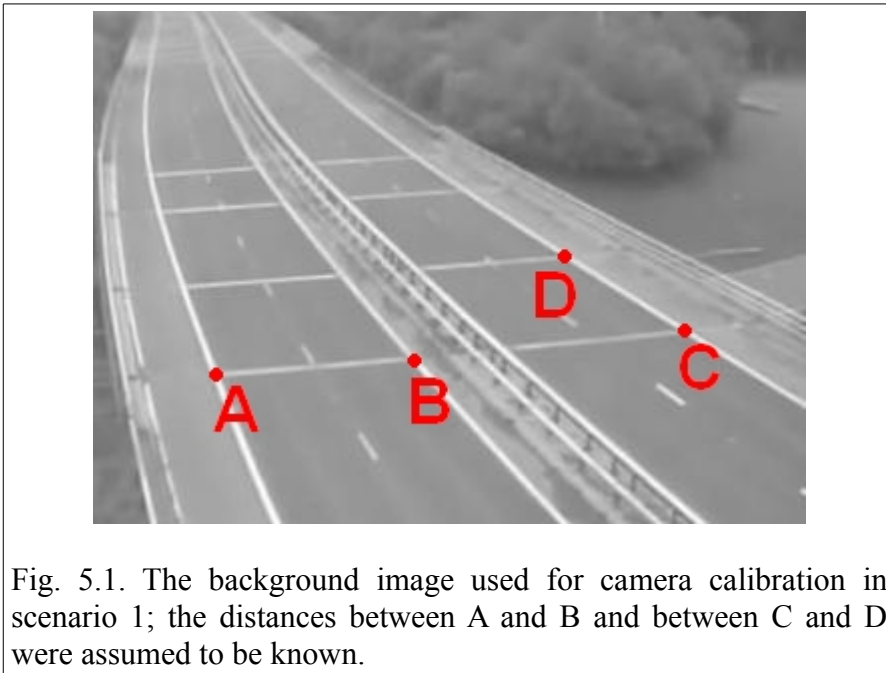 D
C
A
B
Fig. 5.1. The background image used for camera calibration in
scenario 1; the distances between A and B and between C and D
were assumed to be known.